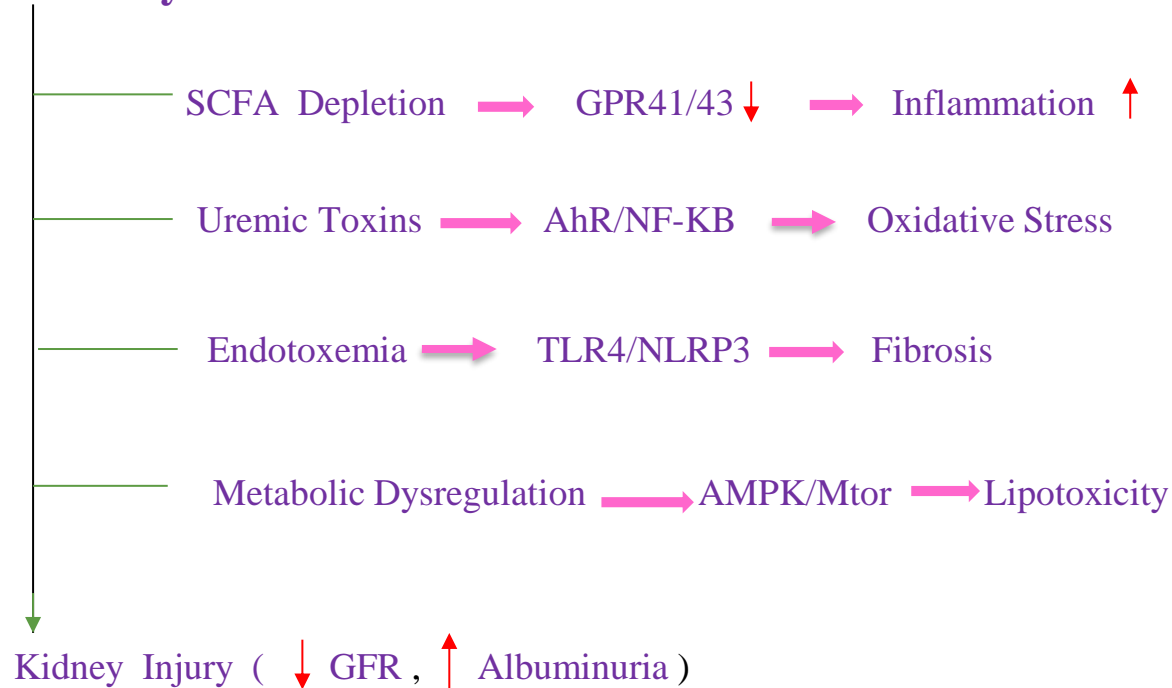 SCFA Depletion → GPR41/43 ↓ → Inflammation ↑
Uremic Toxins → AhR/NF-KB → Oxidative Stress
Endotoxemia → TLR4/NLRP3 → Fibrosis
Metabolic Dysregulation → AMPK/Mtor → Lipotoxicity
Kidney Injury ( ↓ GFR , ↑ Albuminuria )